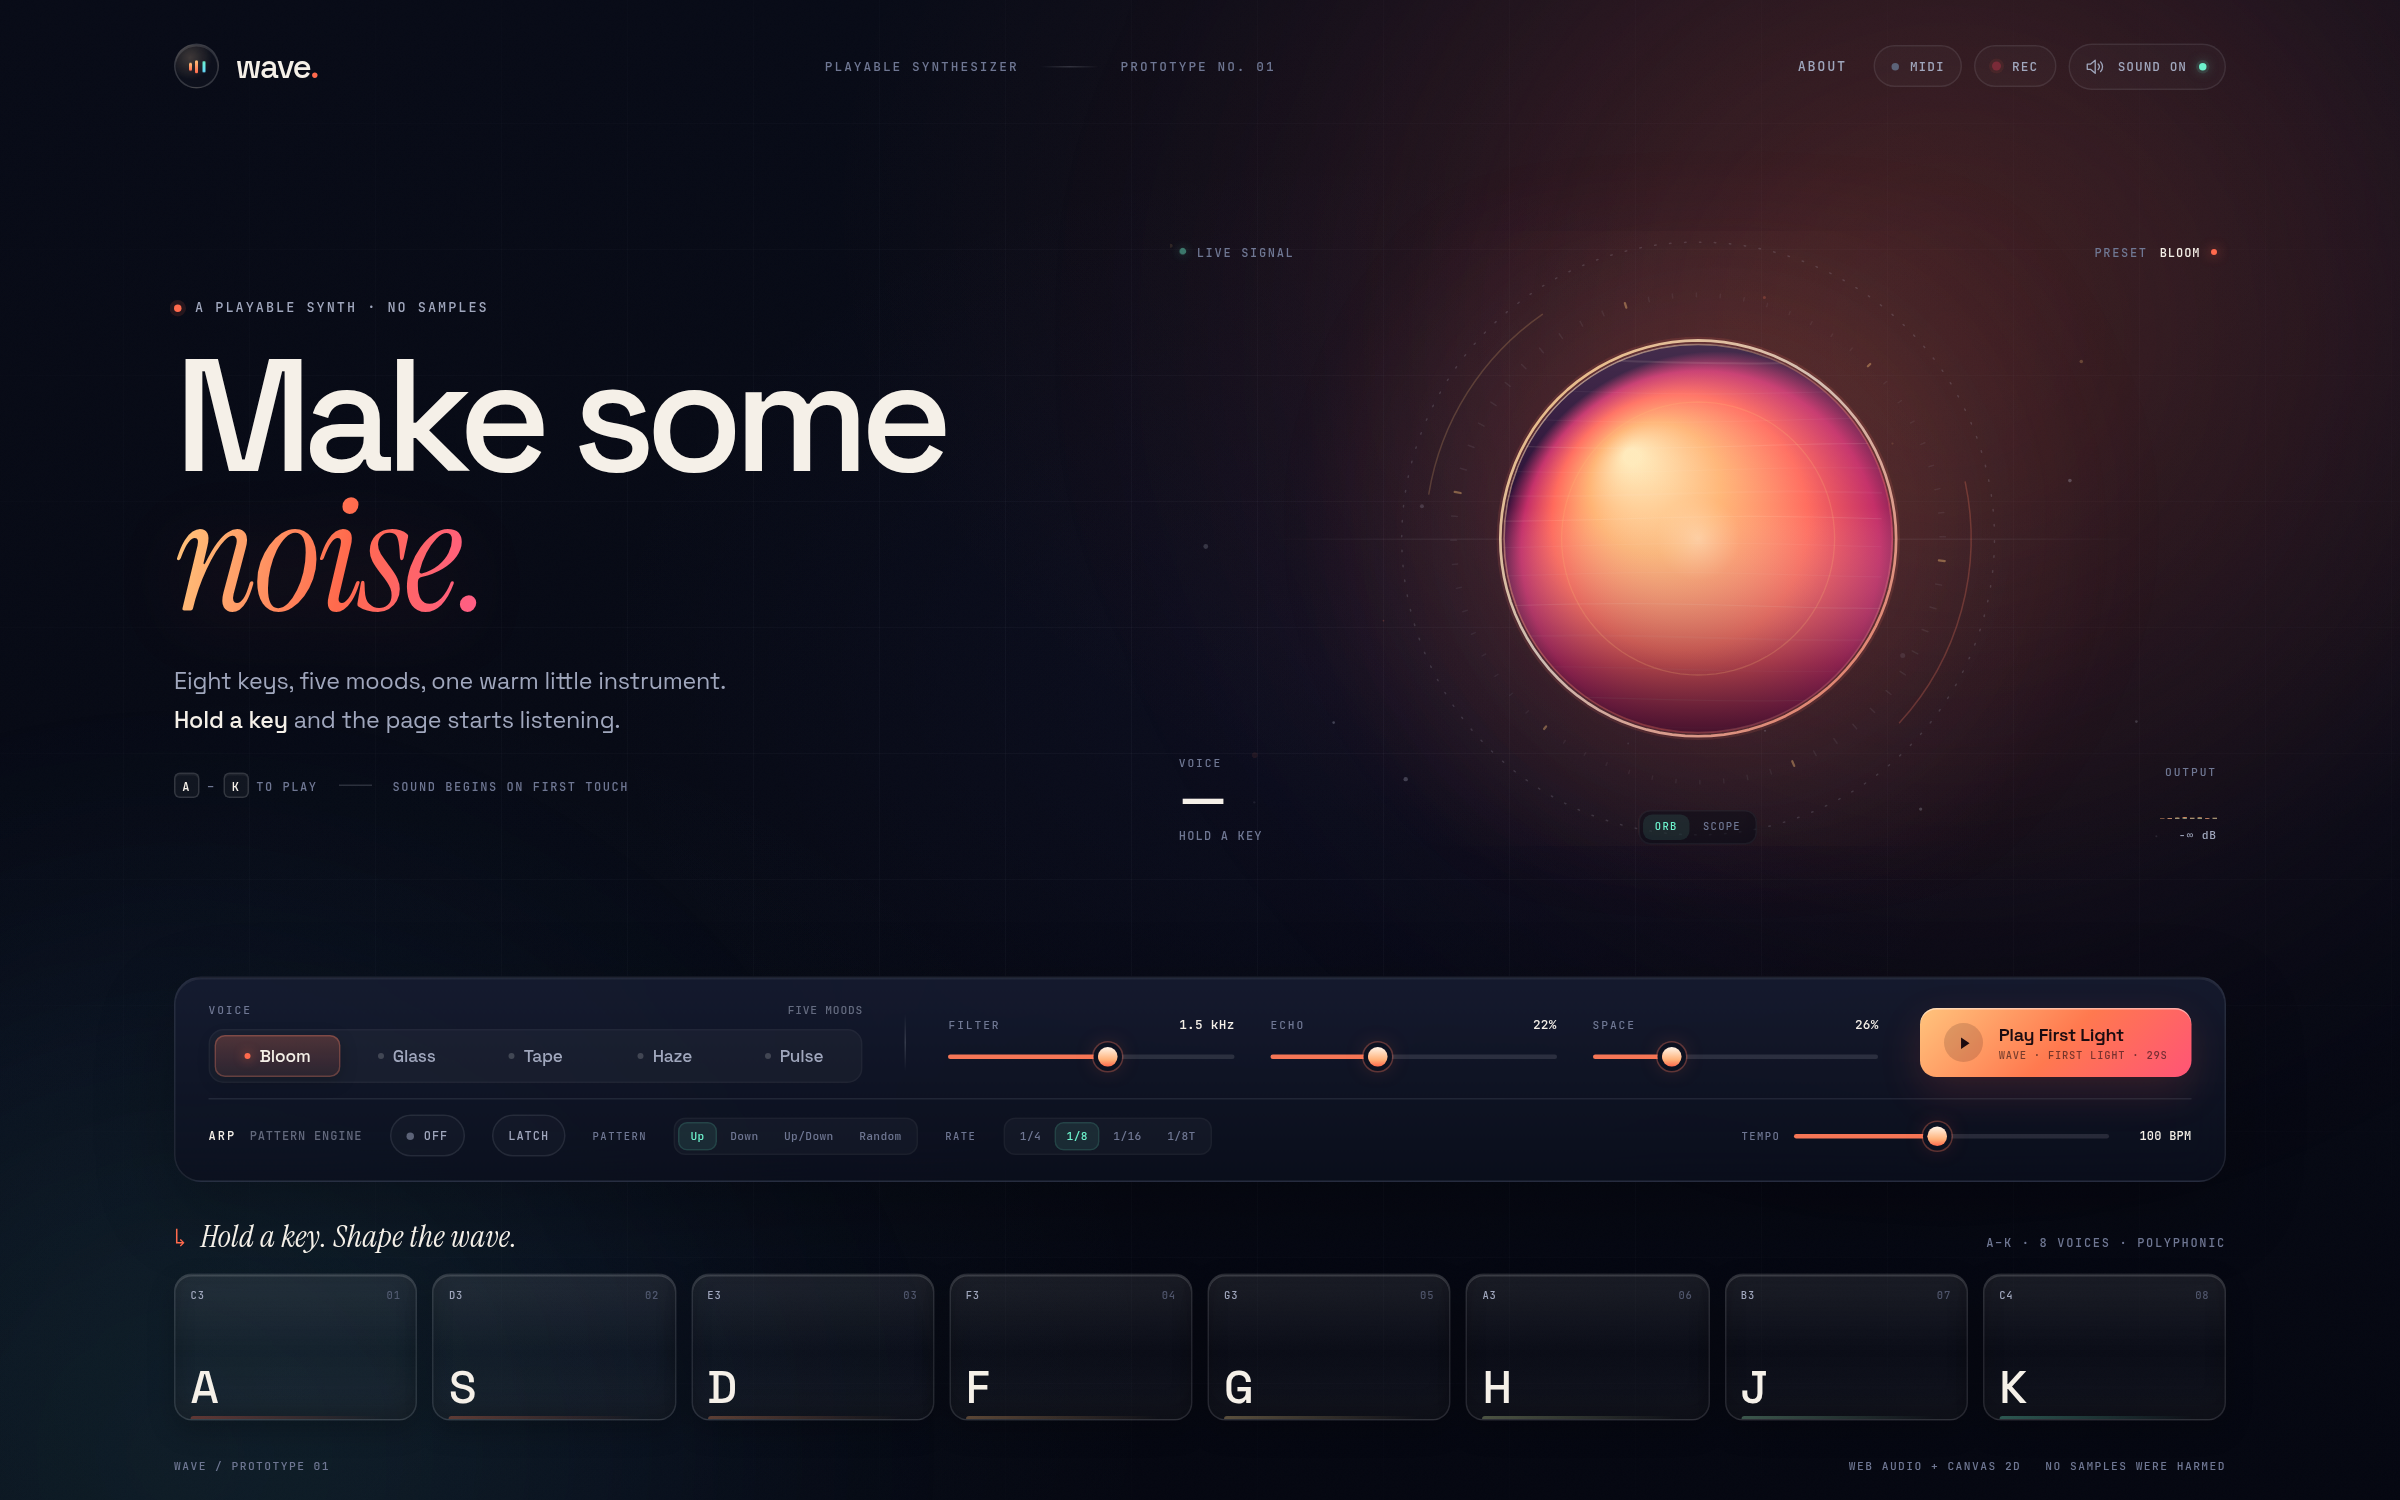 wave.
PLAYABLE SYNTHESIZER PROTOTYPE NO. 01
ABOUT MIDI REC SOUND ON
LIVE SIGNAL
PRESET BLOOM
A PLAYABLE SYNTH · NO SAMPLES
Make some
noise.
Eight keys, five moods, one warm little instrument.
Hold a key and the page starts listening.
A – K TO PLAY SOUND BEGINS ON FIRST TOUCH
VOICE
—
HOLD A KEY
ORB SCOPE
OUTPUT
-∞ dB
VOICE FIVE MOODS
Bloom Glass Tape Haze Pulse
FILTER 1.5 kHz
ECHO 22%
SPACE 26%
Play First Light
WAVE · FIRST LIGHT · 29S
ARP PATTERN ENGINE OFF LATCH PATTERN Up Down Up/Down Random RATE 1/4 1/8 1/16 1/8T TEMPO 100 BPM
↳ Hold a key. Shape the wave.
A–K · 8 VOICES · POLYPHONIC
C3 01 D3 02 E3 03 F3 04 G3 05 A3 06 B3 07 C4 08
A S D F G H J K
WAVE / PROTOTYPE 01
WEB AUDIO + CANVAS 2D NO SAMPLES WERE HARMED